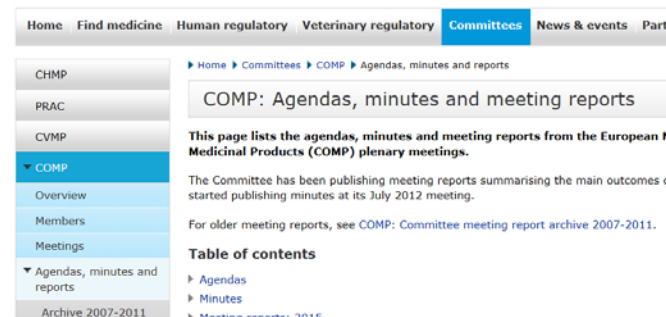 Home Find medicine Human regulatory Veterinary regulatory Committees News & events Part
CHMP
PRAC
CVMP
COMP
Overview
Members
Meetings
Agendas, minutes and
reports
Archive 2007-2011
Home Committees COMP Agendas, minutes and reports
COMP: Agendas, minutes and meeting reports
This page lists the agendas, minutes and meeting reports from the European
Medicinal Products (COMP) plenary meetings.
The Committee has been publishing meeting reports summarising the main outcomes
started publishing minutes at its July 2012 meeting.
For older meeting reports, see COMP: Committee meeting report archive 2007-2011.
Table of contents
Agendas
Minutes
Meeting reports: 2015